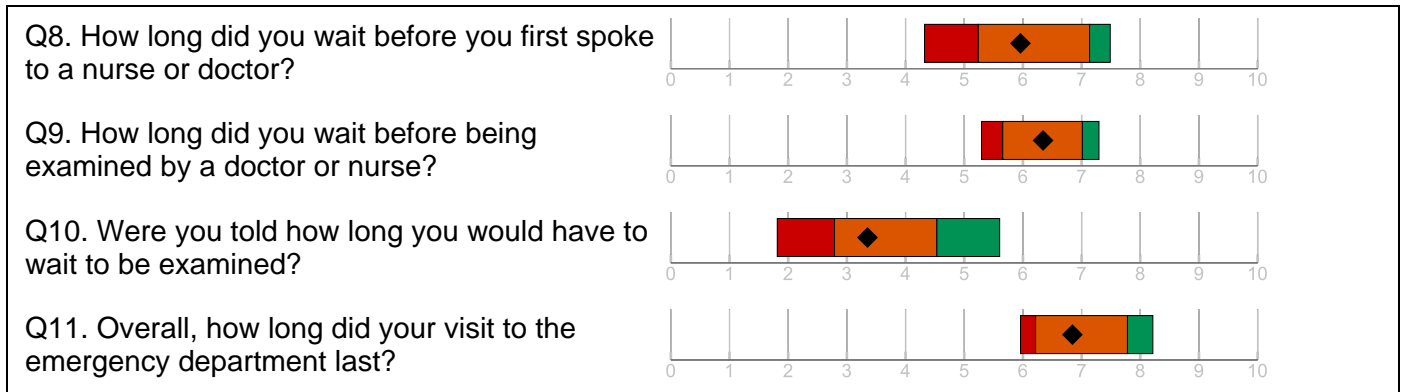 Q8. How long did you wait before you first spoke
to a nurse or doctor?
0 1 2 3 4 5 6 7 8 9 10
Q9. How long did you wait before being
examined by a doctor or nurse?
0 1 2 3 4 5 6 7 8 9 10
Q10. Were you told how long you would have to
wait to be examined?
0 1 2 3 4 5 6 7 8 9 10
Q11. Overall, how long did your visit to the
emergency department last?
0 1 2 3 4 5 6 7 8 9 10